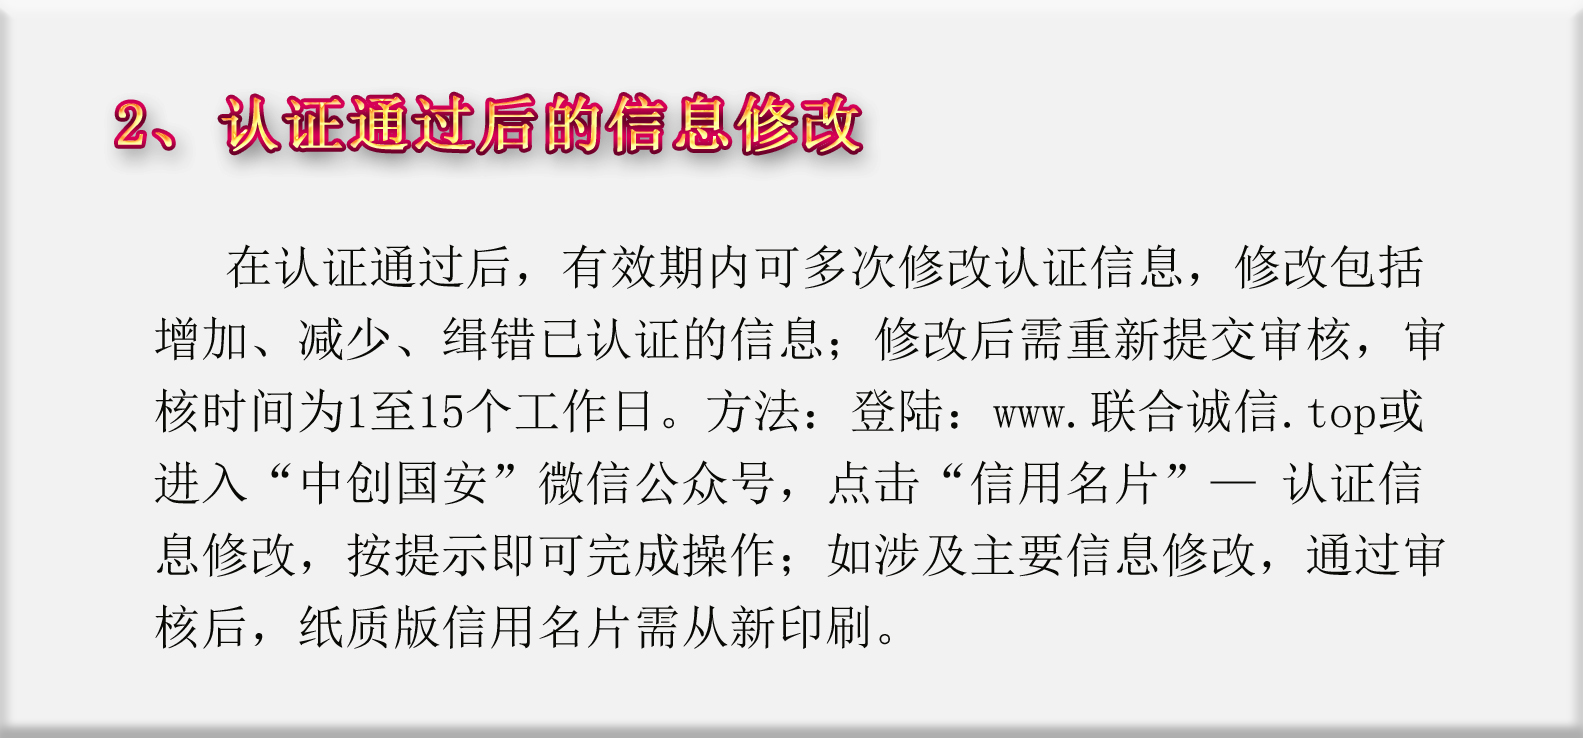 2、认证通过后的信息修改
在认证通过后，有效期内可多次修改认证信息，修改包括
增加、减少、缉错已认证的信息；修改后需重新提交审核，审
核时间为1至15个工作日。方法：登陆：www.联合诚信.top或
进入“中创国安”微信公众号，点击“信用名片”— 认证信
息修改，按提示即可完成操作；如涉及主要信息修改，通过审
核后，纸质版信用名片需从新印刷。